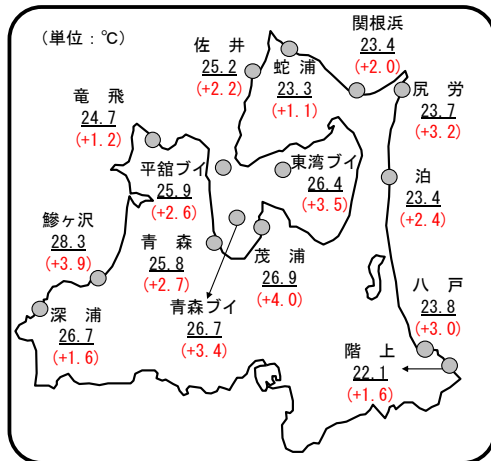 (単位：℃)
関根浜
23.4
(+2.0)
佐 井
25.2
(+2.2)
蛇 浦
23.3
(+1.1)
尻 労
23.7
(+3.2)
竜 飛
24.7
(+1.2)
平舘ブイ
25.9
(+2.6)
東湾ブイ
26.4
(+3.5)
泊
23.4
(+2.4)
鰺ヶ沢
28.3
(+3.9)
青 森
25.8
(+2.7)
茂 浦
26.9
(+4.0)
八 戸
23.8
(+3.0)
深 浦
26.7
(+1.6)
青森ブイ
26.7
(+3.4)
階 上
22.1
(+1.6)